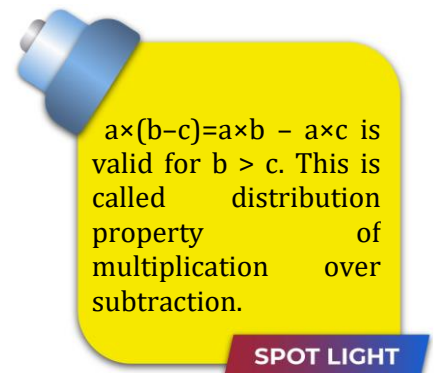 a×(b–c)=a×b – a×c is
valid for b > c. This is
called distribution
property of
multiplication over
subtraction.
SPOT LIGHT